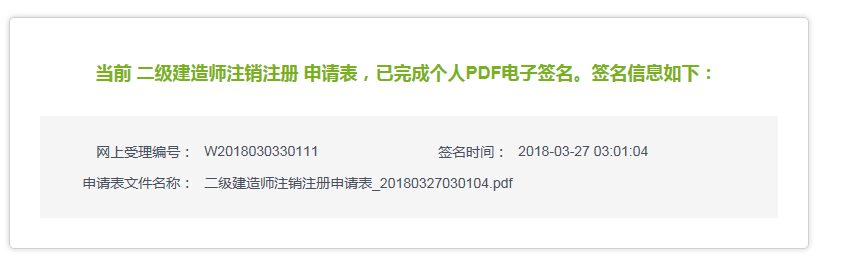 当前 二级建造师注销注册 申请表，已完成个人PDF电子签名。签名信息如下：
网上受理编号： W2018030330111 签名时间： 2018-03-27 03:01:04
申请表文件名称： 二级建造师注销注册申请表_20180327030104.pdf